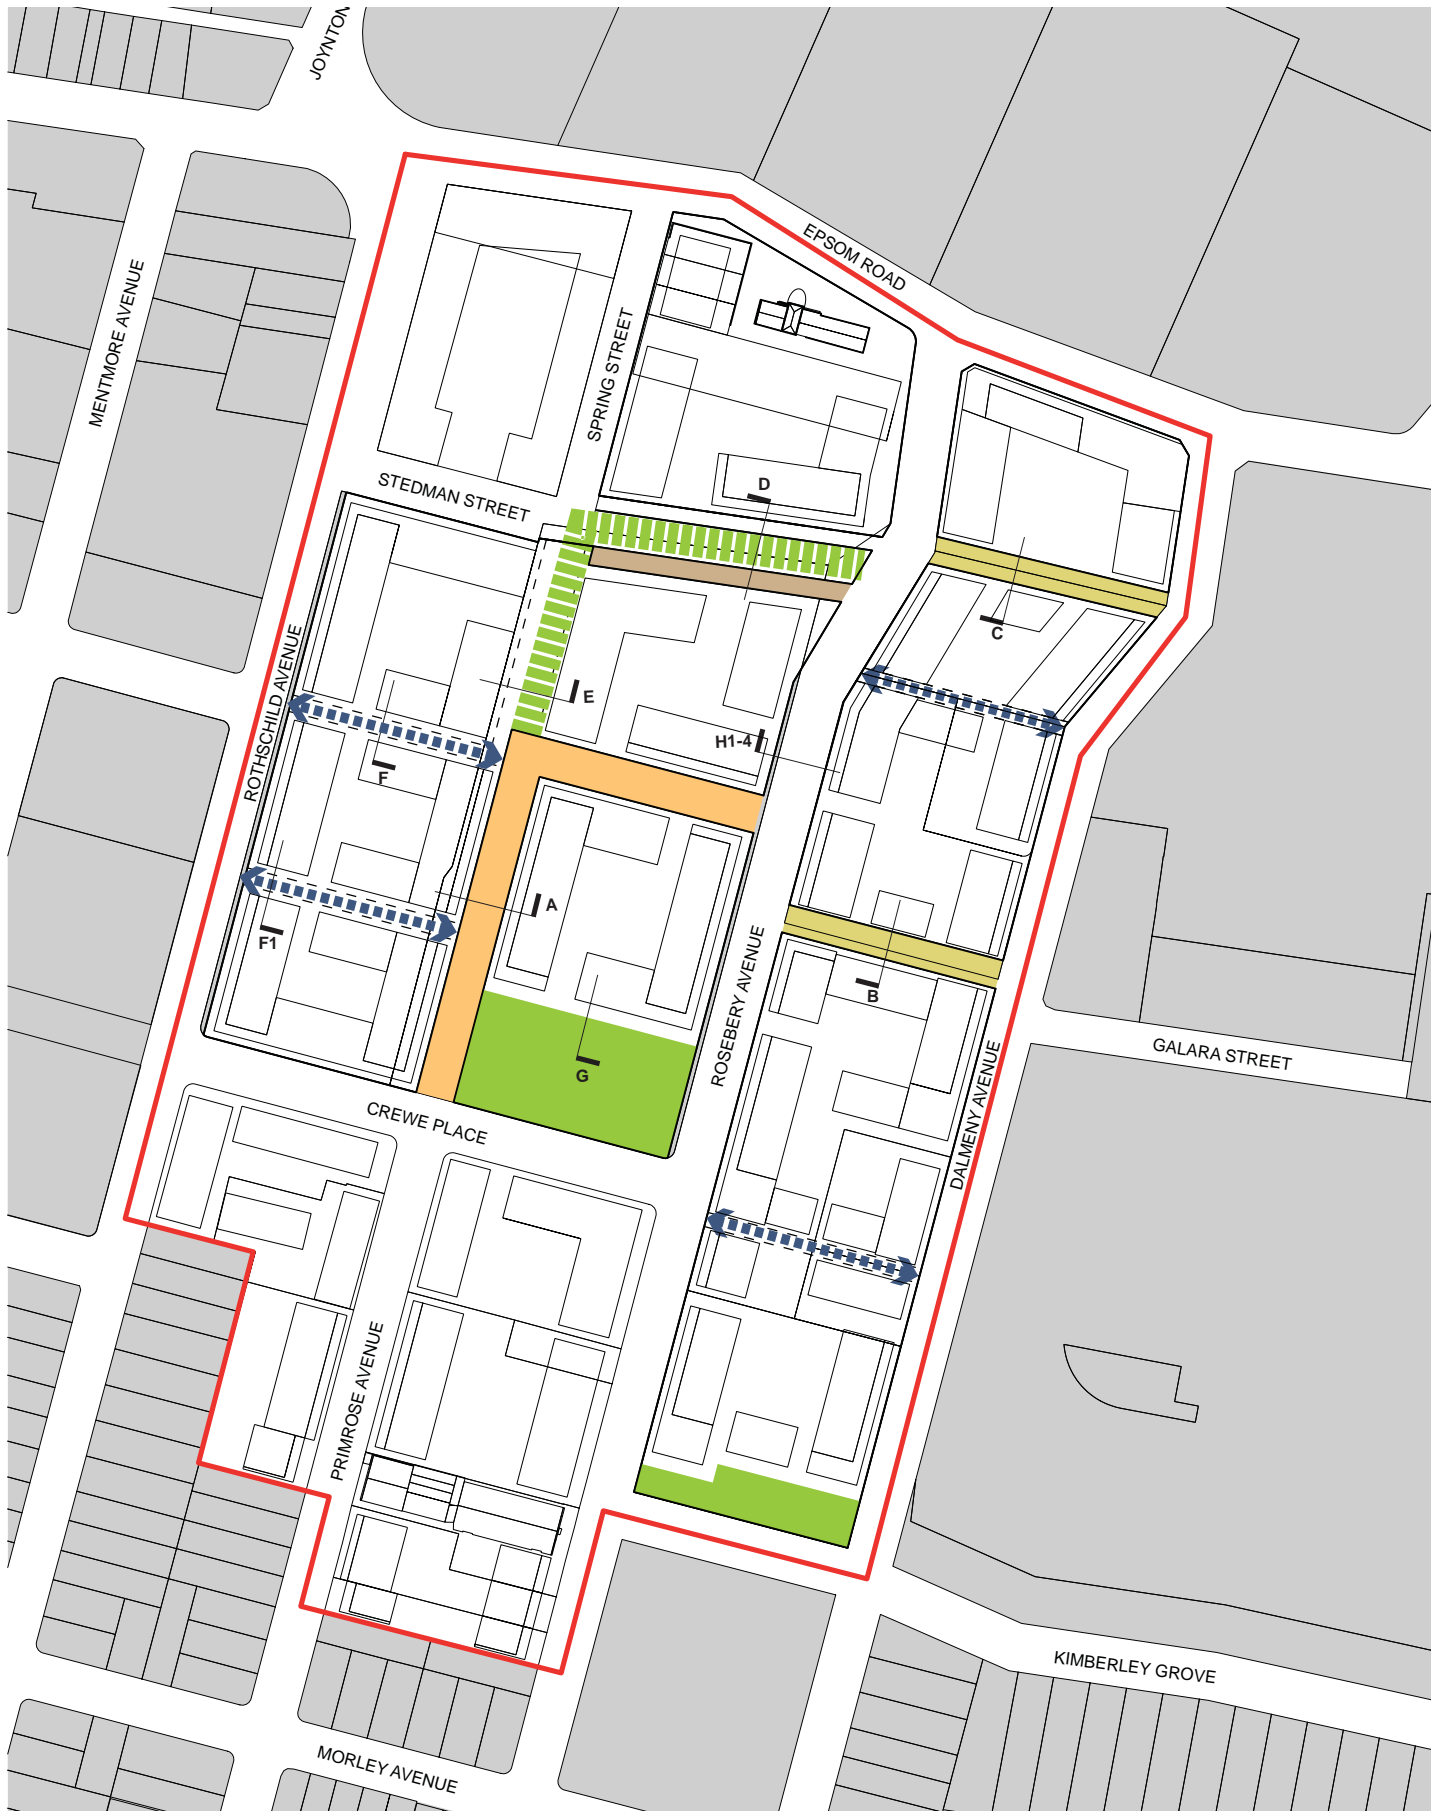 JOYNTON
EPSOM ROAD
MENTMORE AVENUE
SPRING STREET
STEDMAN STREET
D
C
ROTHSCHILD AVENUE
E
H1-4
F
A
F1
ROSEBERY AVENUE
B
GALARA STREET
G
DALMENY AVENUE
CREWE PLACE
PRIMROSE AVENUE
KIMBERLEY GROVE
MORLEY AVENUE